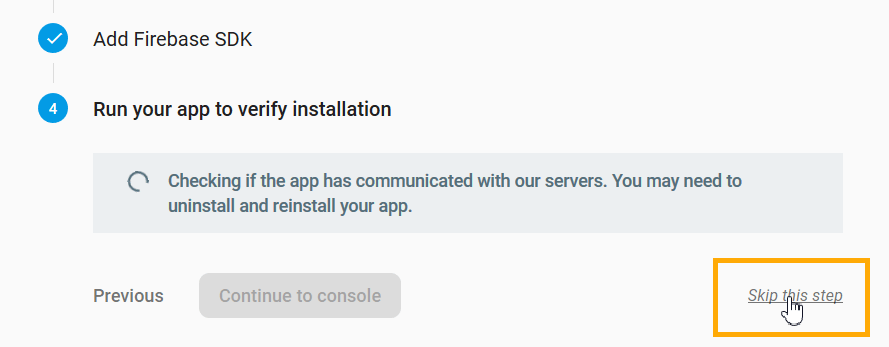 Add Firebase SDK
4
Run your app to verify installation
Checking if the app has communicated with our servers. You may need to
uninstall and reinstall your app.
Previous
Continue to console
Skip this step